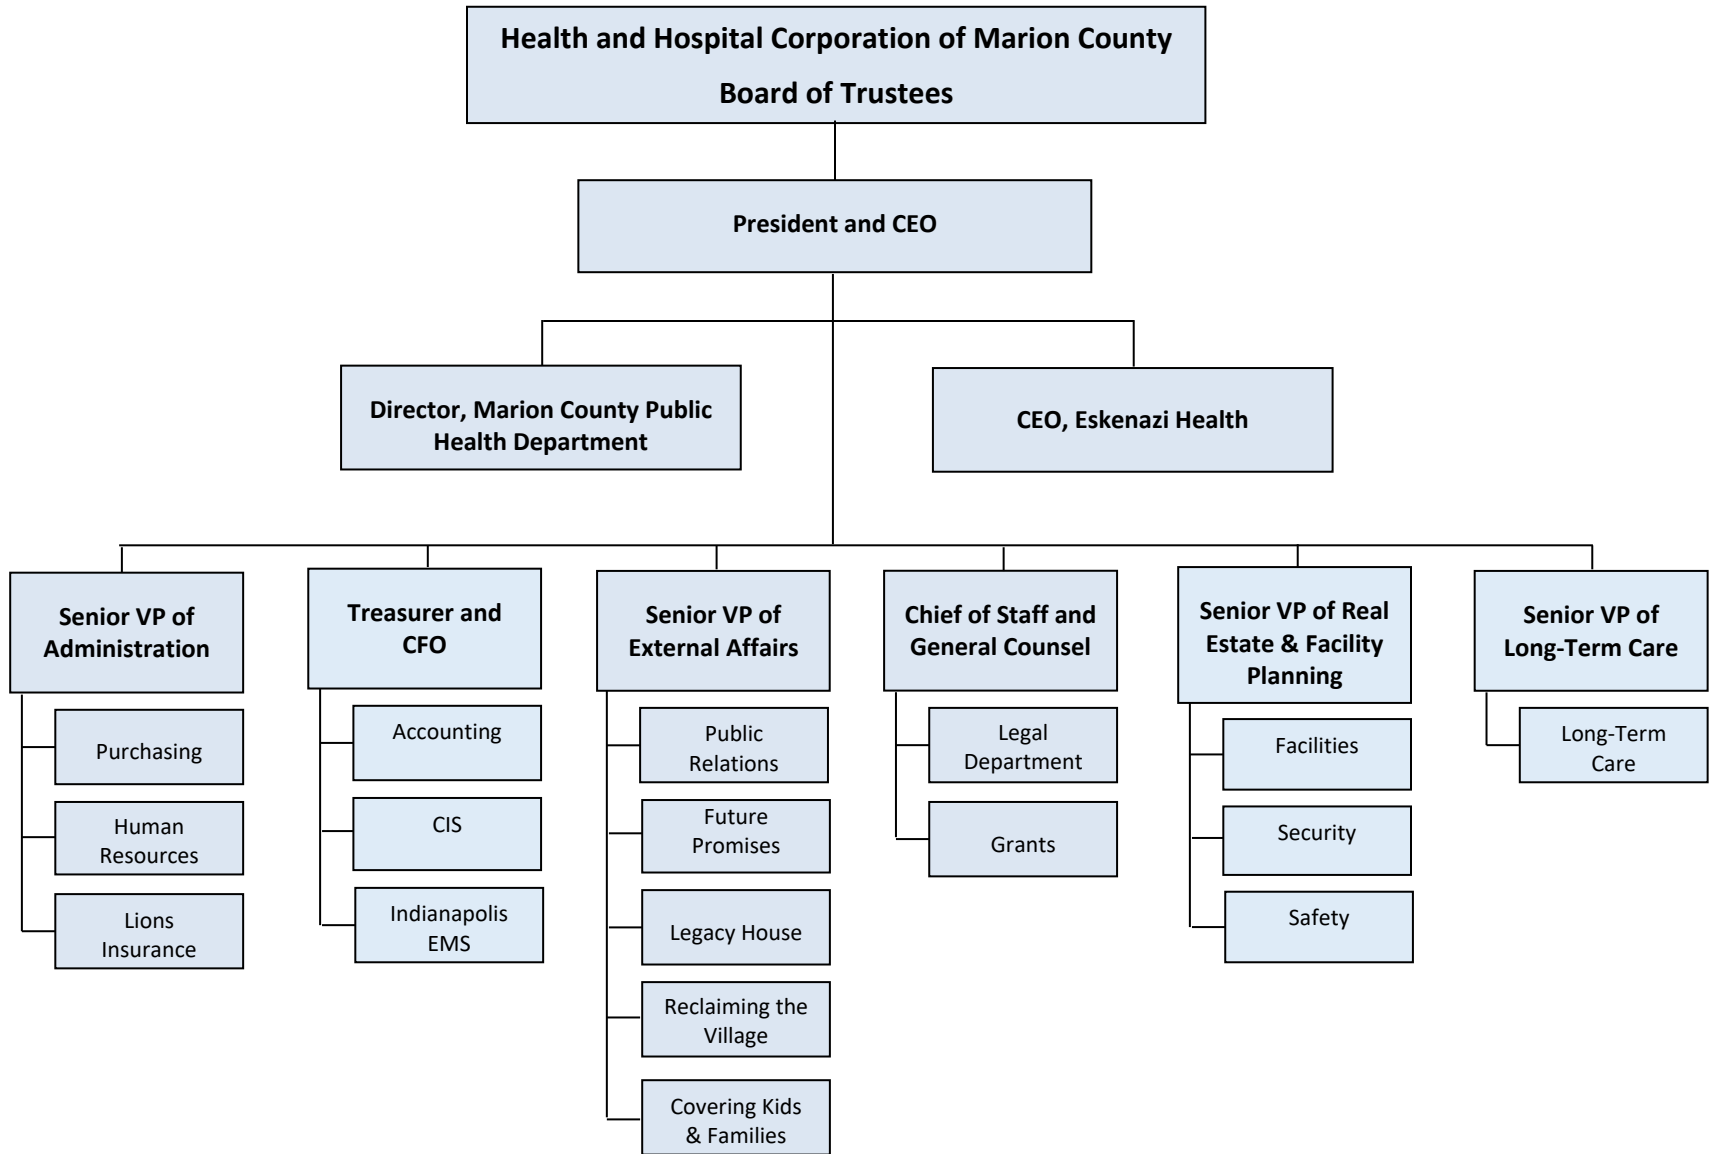 Health and Hospital Corporation of Marion County
Board of Trustees
President and CEO
Director, Marion County Public
Health Department
CEO, Eskenazi Health
Senior VP of
Administration
Purchasing
Human
Resources
Lions
Insurance
Treasurer and
CFO
Accounting
CIS
Indianapolis
EMS
Senior VP of
External Affairs
Public
Relations
Future
Promises
Legacy House
Reclaiming the
Village
Covering Kids
& Families
Chief of Staff and
General Counsel
Legal
Department
Grants
Senior VP of Real
Estate & Facility
Planning
Facilities
Security
Safety
Senior VP of
Long-Term Care
Long-Term
Care